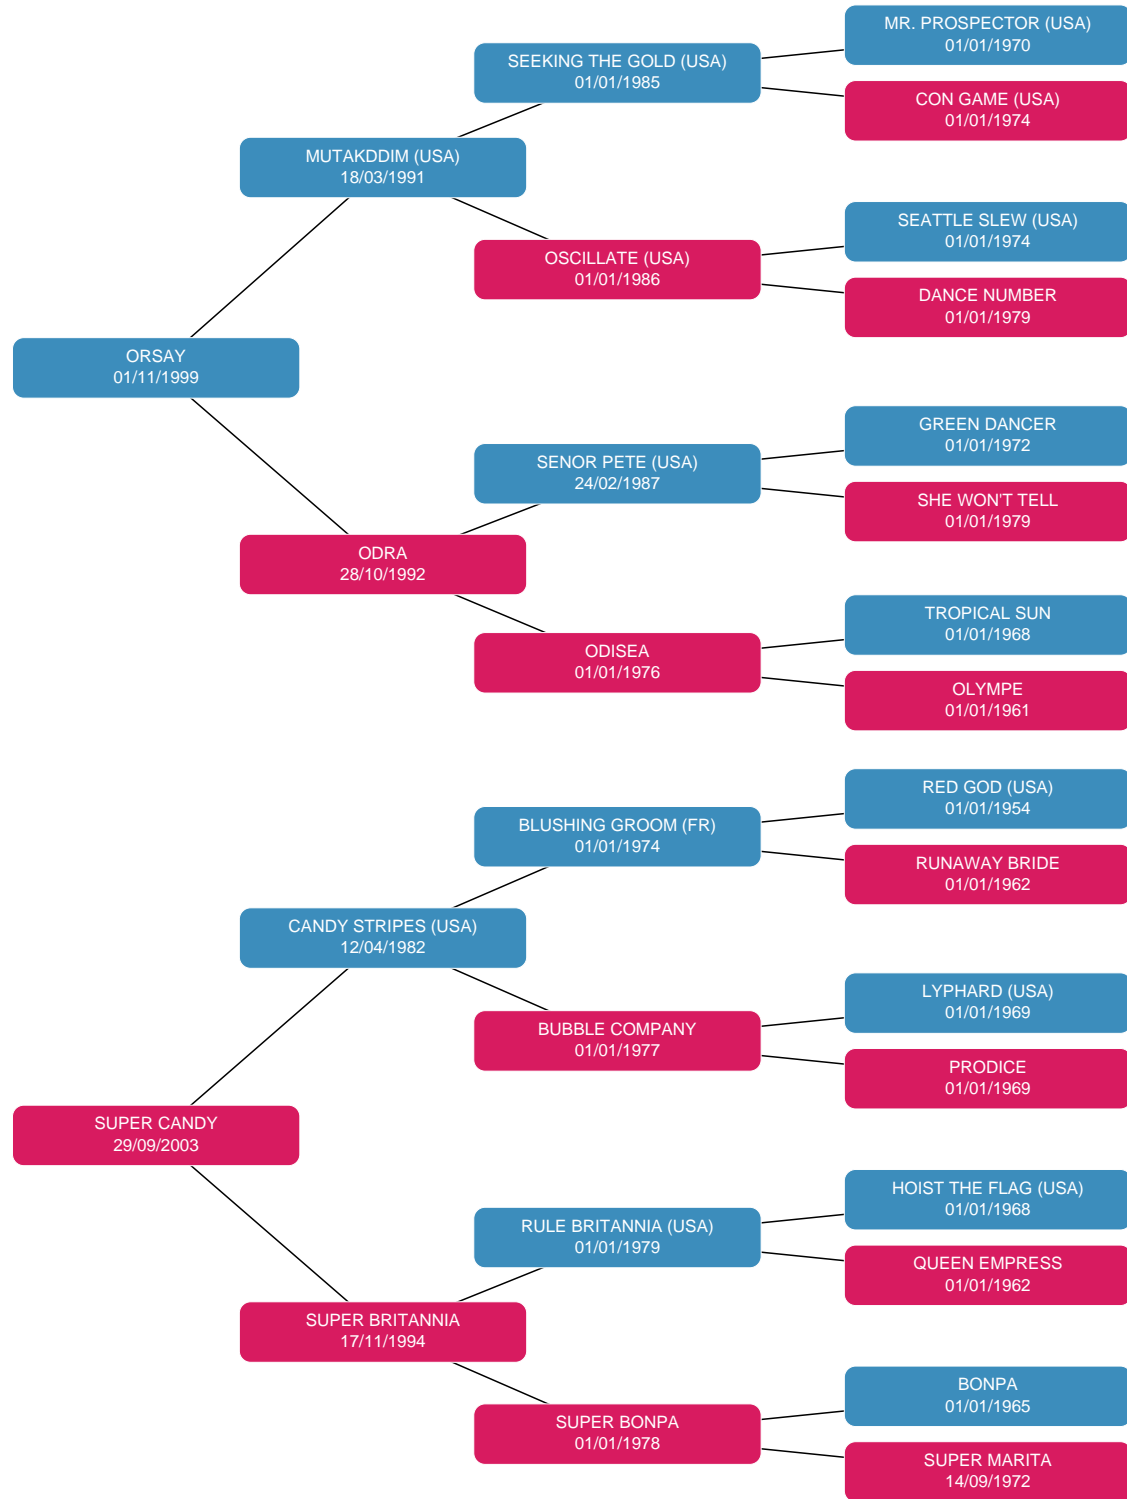 MR. PROSPECTOR (USA)
01/01/1970
SEEKING THE GOLD (USA)
01/01/1985
CON GAME (USA)
01/01/1974
MUTAKDDIM (USA)
18/03/1991
SEATTLE SLEW (USA)
01/01/1974
OSCILLATE (USA)
01/01/1986
DANCE NUMBER
01/01/1979
ORSAY
01/11/1999
GREEN DANCER
01/01/1972
SENOR PETE (USA)
24/02/1987
SHE WON'T TELL
01/01/1979
ODRA
28/10/1992
TROPICAL SUN
01/01/1968
ODISEA
01/01/1976
OLYMPE
01/01/1961
RED GOD (USA)
01/01/1954
BLUSHING GROOM (FR)
01/01/1974
RUNAWAY BRIDE
01/01/1962
CANDY STRIPES (USA)
12/04/1982
LYPHARD (USA)
01/01/1969
BUBBLE COMPANY
01/01/1977
PRODICE
01/01/1969
SUPER CANDY
29/09/2003
HOIST THE FLAG (USA)
01/01/1968
RULE BRITANNIA (USA)
01/01/1979
QUEEN EMPRESS
01/01/1962
SUPER BRITANNIA
17/11/1994
BONPA
01/01/1965
SUPER BONPA
01/01/1978
SUPER MARITA
14/09/1972